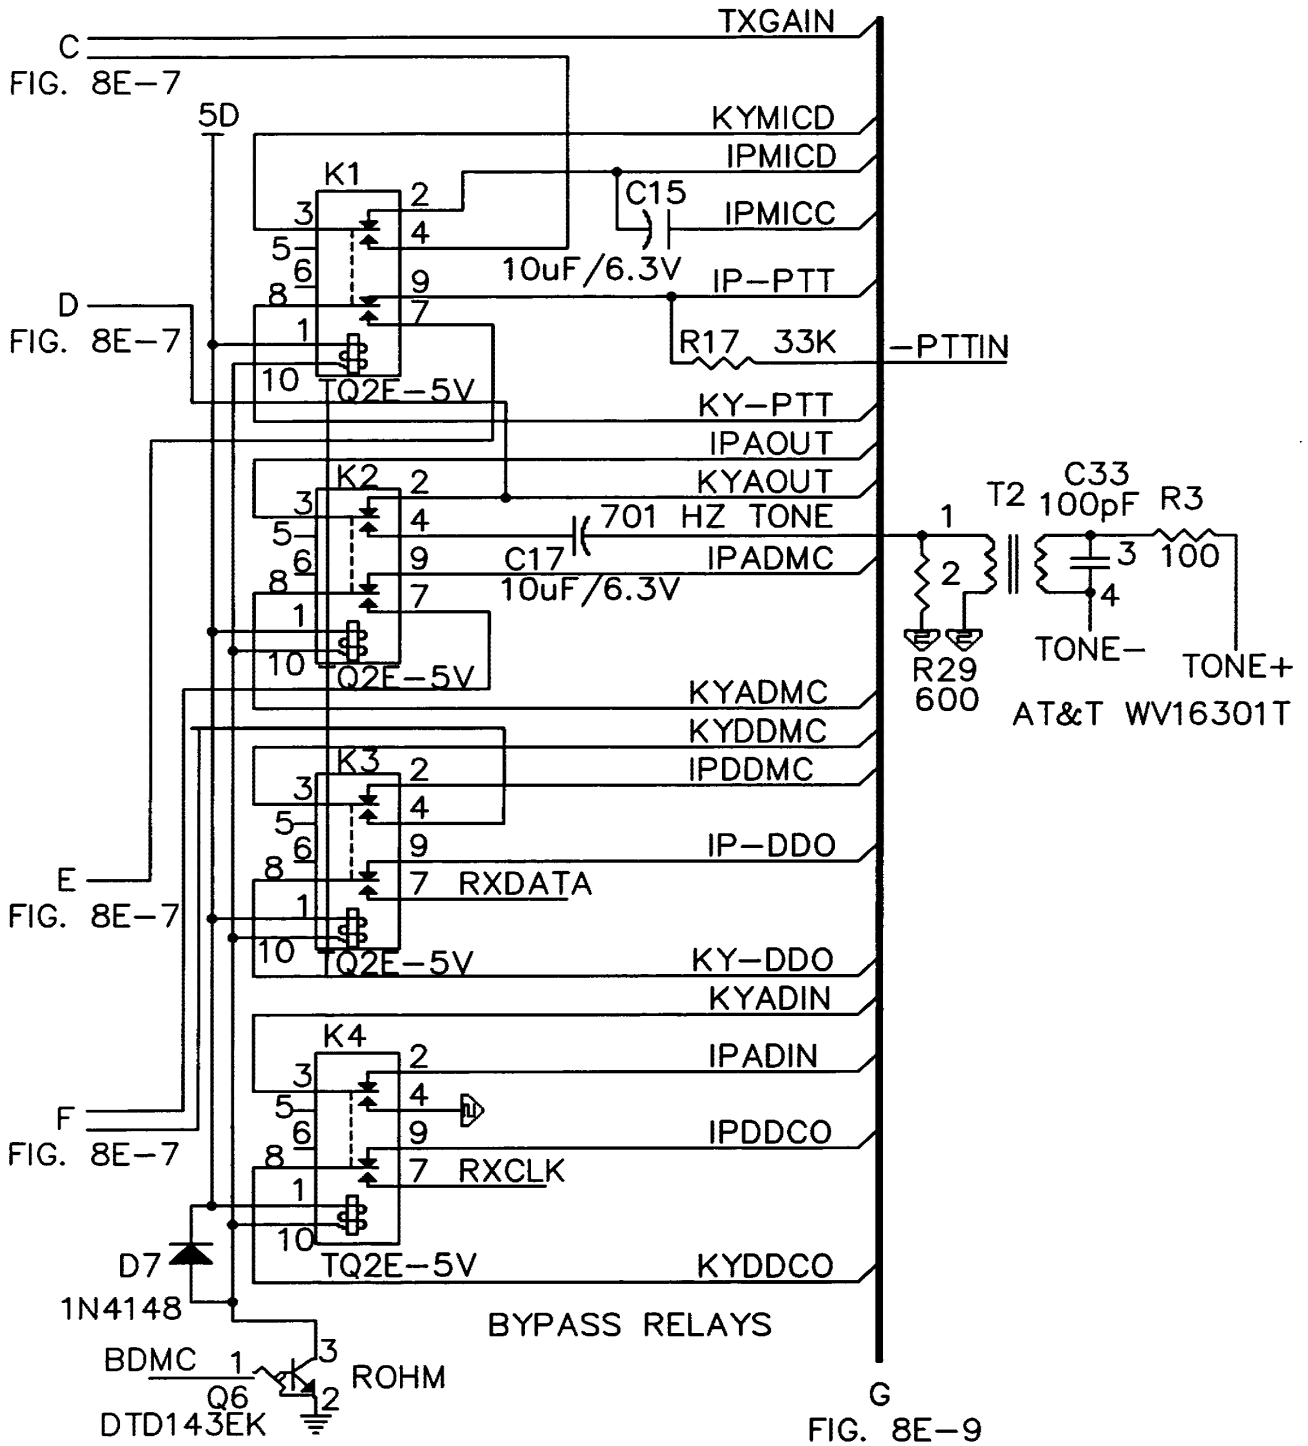 TXGAIN
C
FIG. 8E-7
5D
KYMICD
IPMICD
K1
2
C15
3
4
IPMICC
5
10uF/6.3V
6
9
IP-PTT
D
8
7
FIG. 8E-7
1
R17 33K
-PTTIN
10
TQ2E-5V
KY-PTT
IPAOUT
K2
2
KYAOUT
C33
3
4
701 HZ TONE
1
T2
100pF
R3
5
C17
9
IPADMC
2
3
100
6
10uF/6.3V
8
7
4
1
TONE-
10
TQ2E-5V
R29
TONE+
KYADMC
600
AT&T WV16301T
KYDDMC
K3
2
IPDDMC
3
4
5
6
9
IP-DDO
E
8
7
RXDATA
FIG. 8E-7
1
10
TQ2E-5V
KY-DDO
KYADIN
K4
2
IPADIN
3
4
F
5
6
9
IPDDCO
FIG. 8E-7
8
7
RXCLK
1
10
D7
TQ2E-5V
KYDDCO
1N4148
BYPASS RELAYS
BDMC
1
3
ROHM
Q6
2
G
DTD143EK
FIG. 8E-9